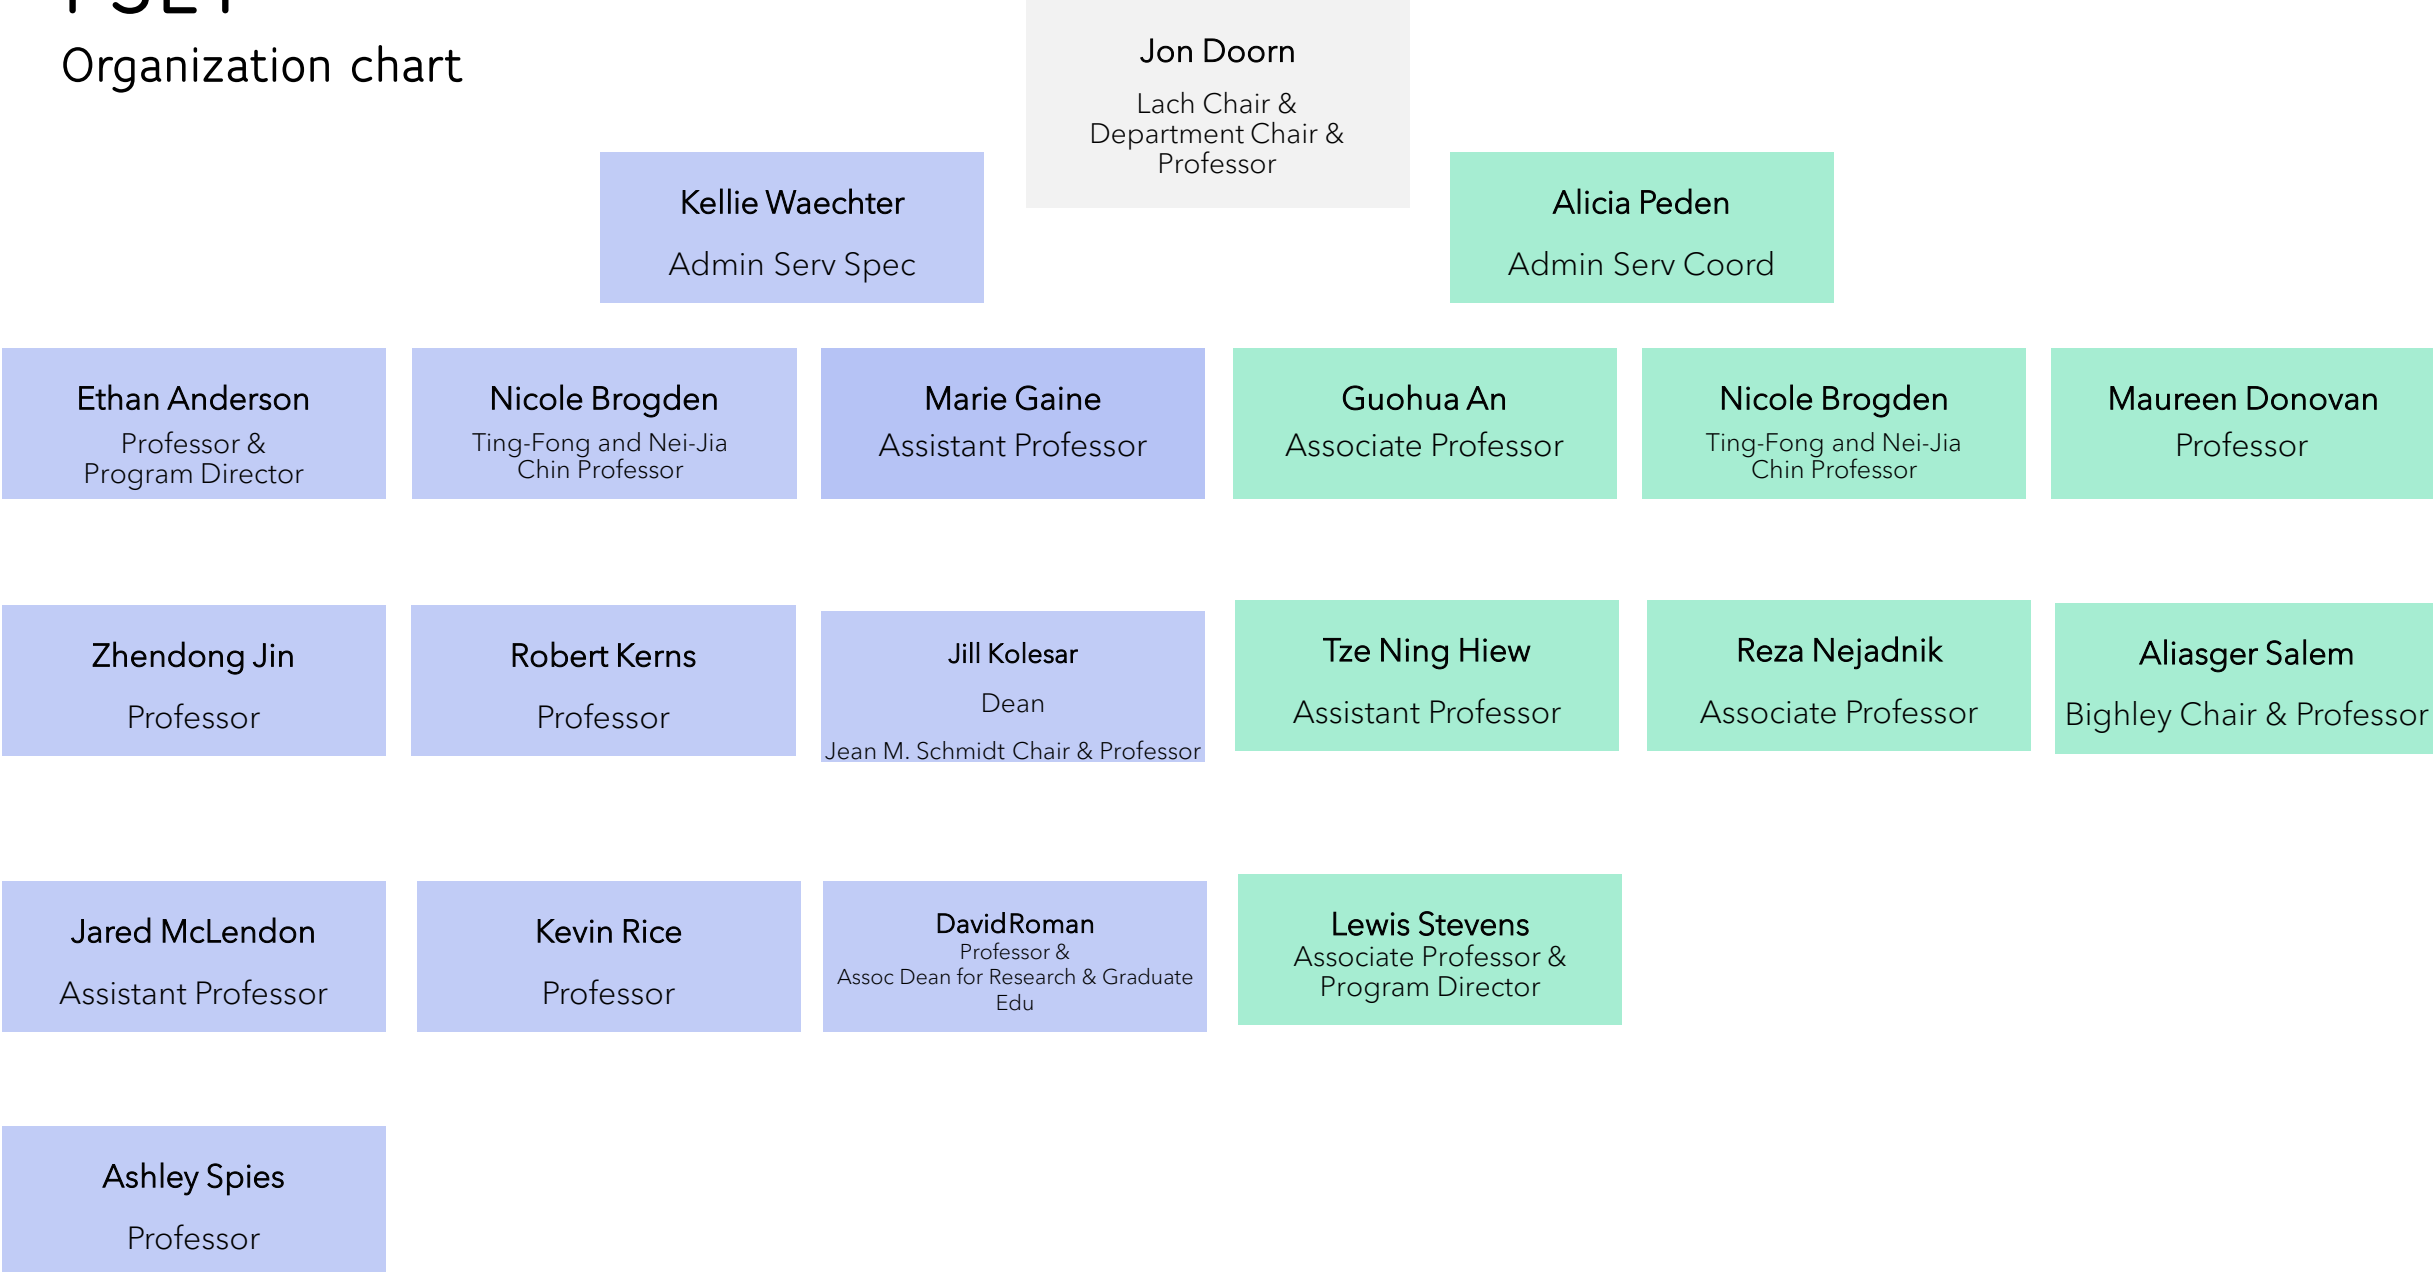 Organization chart
Jon Doorn
Lach Chair &
Department Chair &
Professor
Kellie Waechter
Admin Serv Spec
Alicia Peden
Admin Serv Coord
Ethan Anderson
Professor &
Program Director
Nicole Brogden
Ting-Fong and Nei-Jia
Chin Professor
Marie Gaine
Assistant Professor
Guohua An
Associate Professor
Nicole Brogden
Ting-Fong and Nei-Jia
Chin Professor
Maureen Donovan
Professor
Zhendong Jin
Professor
Robert Kerns
Professor
Jill Kolesar
Dean
Jean M. Schmidt Chair & Professor
Tze Ning Hiew
Assistant Professor
Reza Nejadnik
Associate Professor
Aliasger Salem
Bighley Chair & Professor
Jared McLendon
Assistant Professor
Kevin Rice
Professor
David Roman
Professor &
Assoc Dean for Research & Graduate
Edu
Lewis Stevens
Associate Professor &
Program Director
Ashley Spies
Professor